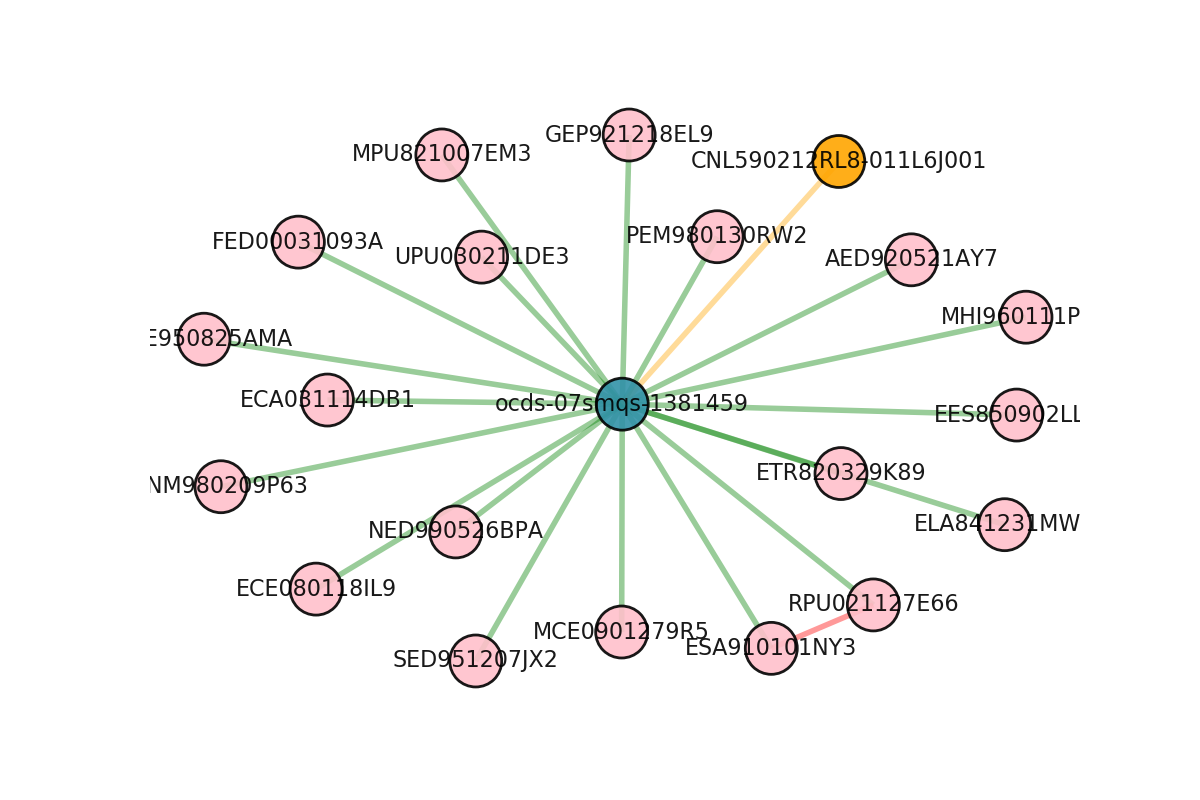 GEP921218EL9
MPU821007EM3
CNL590212RL8-011L6J001
PEM980130RW2
FED00031093A
UPU030211DE3
AED920521AY7
MHI960111P
E950825AMA
ECA031114DB1
ocds-07smqs-1381459
EES850902LL
ETR820329K89
NM980209P63
ELA841231MW
NED990526BPA
ECE080118IL9
RPU021127E66
MCE0901279R5
ESA910101NY3
SED951207JX2